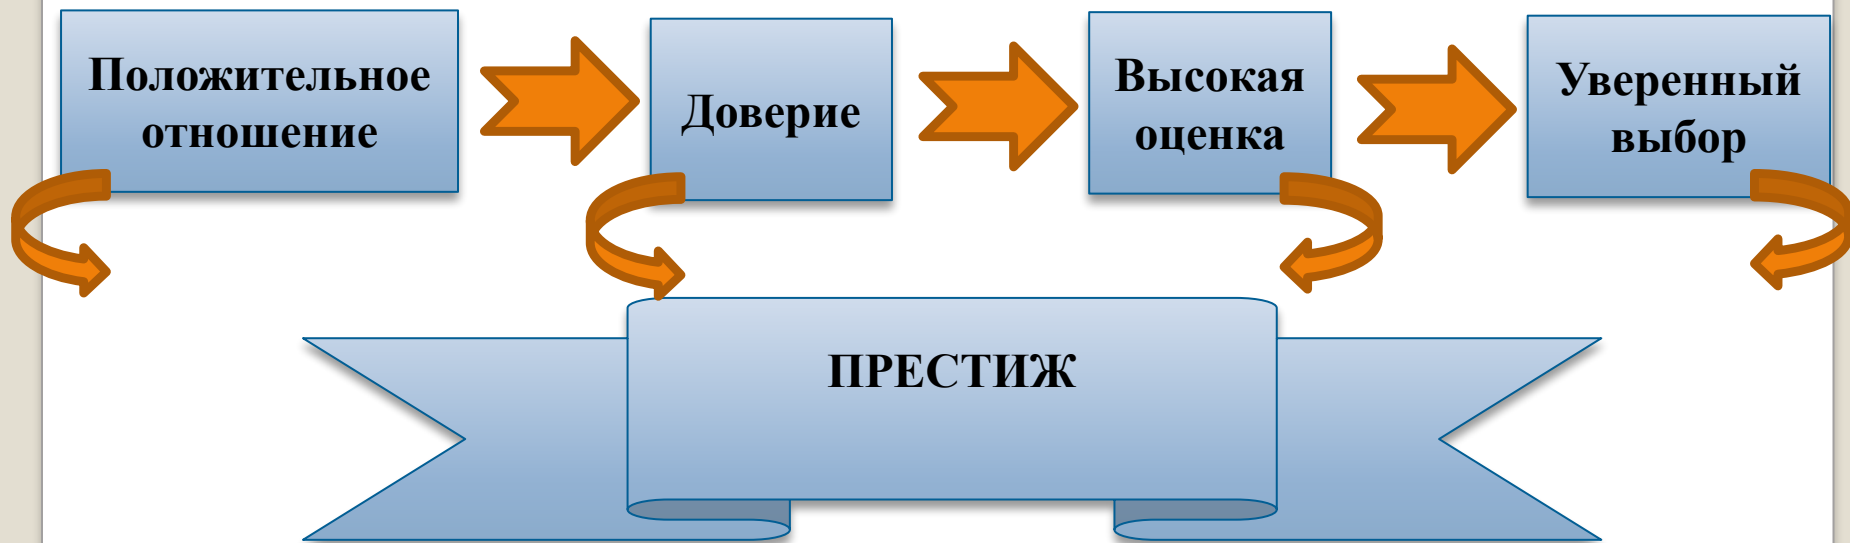 Положительное
отношение
Доверие
Высокая
оценка
Уверенный
выбор
ПРЕСТИЖ